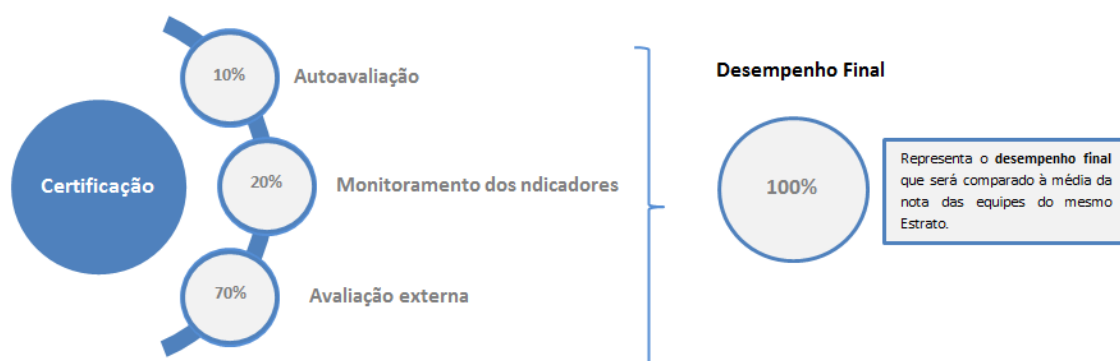 Certificação
10%
Autoavaliação
20%
Monitoramento dos ndicadores
70%
Avaliação externa
Desempenho Final
100%
Representa o desempenho final
que será comparado à média da
nota das equipes do mesmo
Estrato.